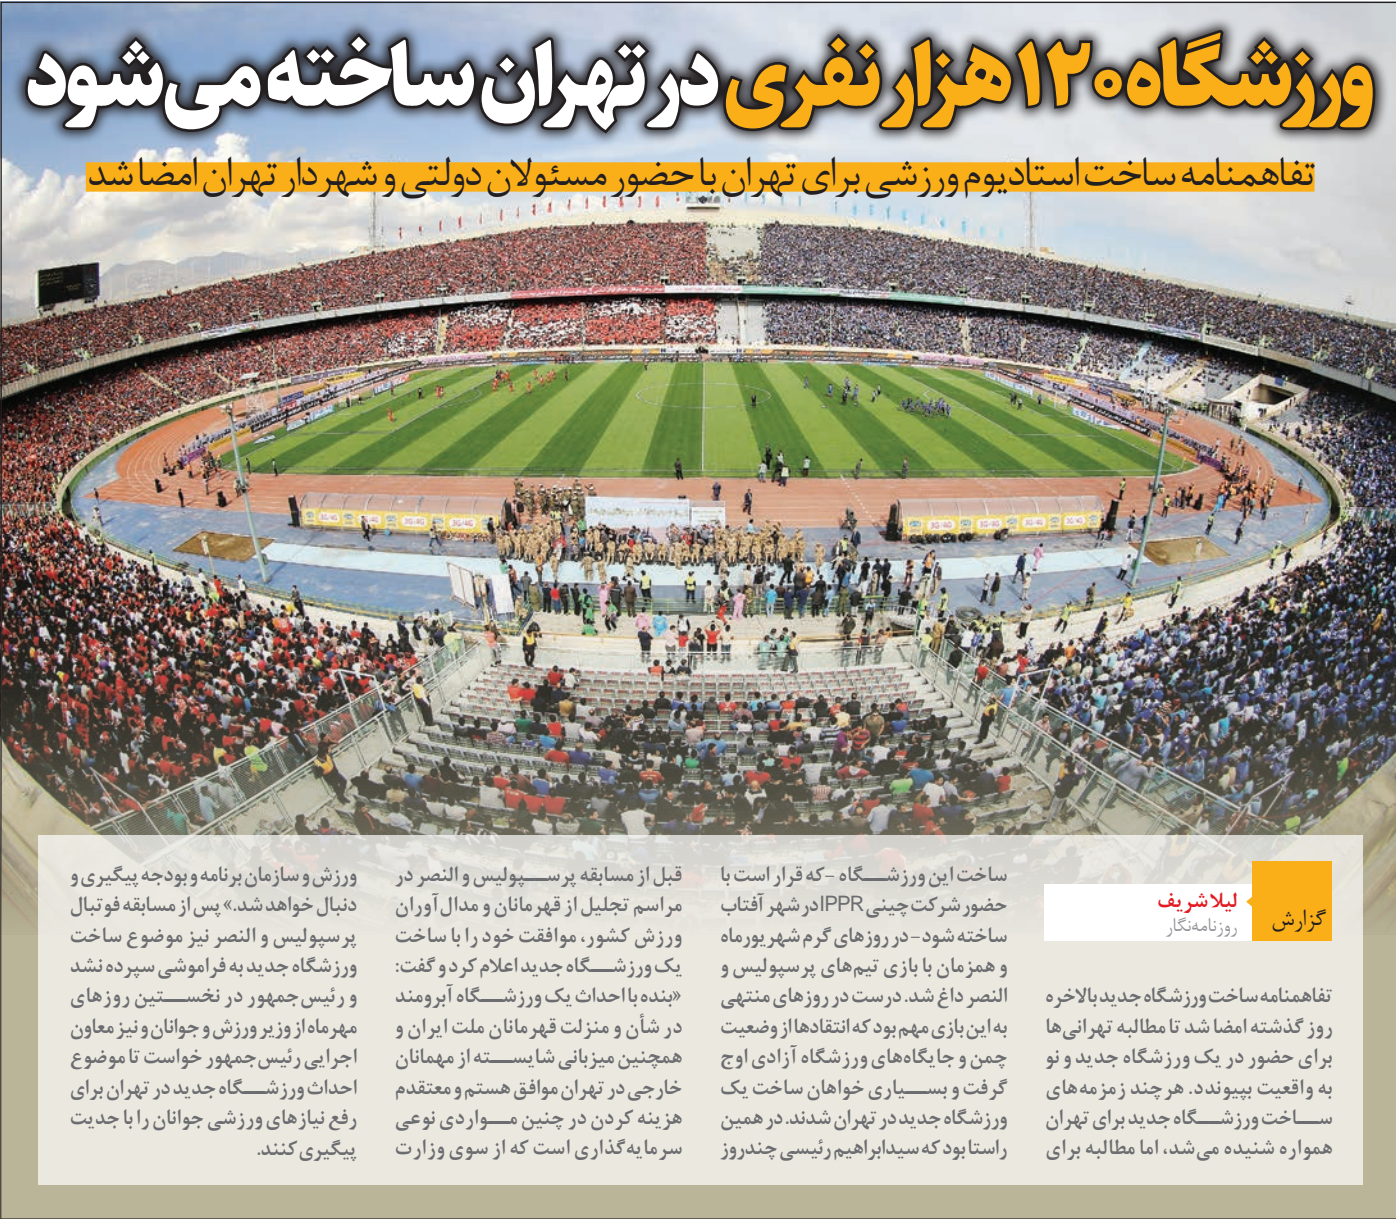 ورزشگاه ۱۲۰ هزار نفری در تهران ساخته می‌شود
تفاهمنامه ساخت استادیوم ورزشی برای تهران با حضور مسئولان دولتی و شهردار تهران امضا شد
گزارش
لیلا شریف
روزنامه‌نگار
تفاهمنامه ساخت ورزشگاه جدید بالاخره
روز گذشته امضا شد تا مطالبه تهرانی‌ها
برای حضور در یک ورزشگاه جدید و نو
به واقعیت بپیوندد. هر چند زمزمه‌های
ساخت ورزشگاه جدید برای تهران
همواره شنیده می‌شد، اما مطالبه برای
ساخت این ورزشگاه -که قرار است با
حضور شرکت چینی IPPR در شهر آفتاب
ساخته شود- در روزهای گرم شهریورماه
و همزمان با بازی تیم‌های پرسپولیس و
النصر داغ شد. درست در روزهای منتهی
به این بازی مهم بود که انتقادها از وضعیت
چمن و جایگاه‌های ورزشگاه آزادی اوج
گرفت و بسیاری خواهان ساخت یک
ورزشگاه جدید در تهران شدند. در همین
راستا بود که سیدابراهیم رئیسی چند روز
قبل از مسابقه پرسپولیس و النصر در
مراسم تجلیل از قهرمانان و مدال‌آوران
ورزش کشور، موافقت خود را با ساخت
یک ورزشگاه جدید اعلام کرد و گفت:
«بنده با احداث یک ورزشگاه آبرومند
در شأن و منزلت قهرمانان ملت ایران و
همچنین میزبانی شایسته از مهمانان
خارجی در تهران موافق هستم و معتقدم
هزینه کردن در چنین مواردی نوعی
سرمایه‌گذاری است که از سوی وزارت
ورزش و سازمان برنامه و بودجه پیگیری و
دنبال خواهد شد.» پس از مسابقه فوتبال
پرسپولیس و النصر نیز موضوع ساخت
ورزشگاه جدید به فراموشی سپرده نشد
و رئیس‌جمهور در نخستین روزهای
مهرماه از وزیر ورزش و جوانان و نیز معاون
اجرایی رئیس‌جمهور خواست تا موضوع
احداث ورزشگاه جدید در تهران برای
رفع نیازهای ورزشی جوانان را با جدیت
پیگیری کنند.